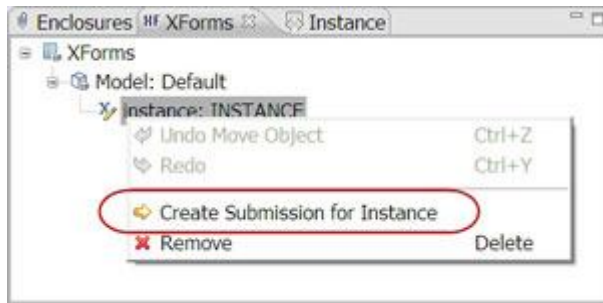 Enclosures XForms Instance
XForms
Model: Default
instance: INSTANCE
Undo Move Object Ctrl+Z
Redo Ctrl+Y
Create Submission for Instance
Remove Delete